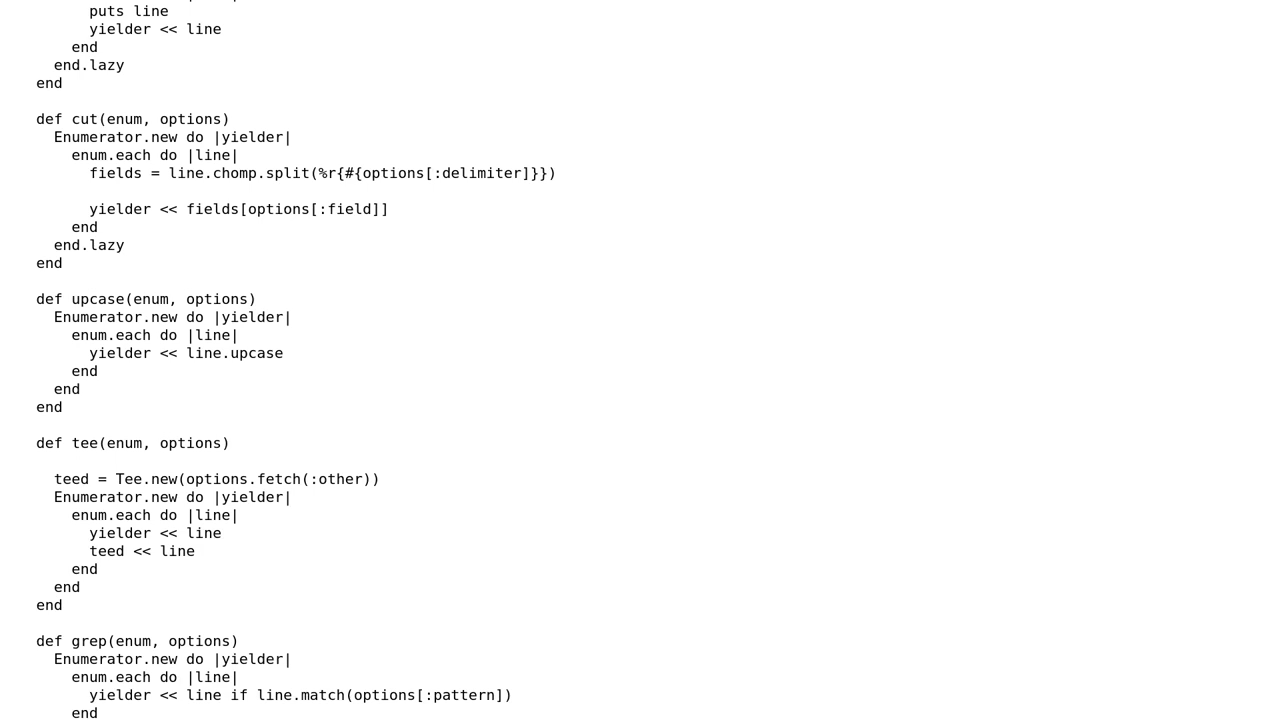 puts line
        yielder << line
      end
    end.lazy
  end

  def cut(enum, options)
    Enumerator.new do |yielder|
      enum.each do |line|
        fields = line.chomp.split(%r{#{options[:delimiter]}})

        yielder << fields[options[:field]]
      end
    end.lazy
  end

  def upcase(enum, options)
    Enumerator.new do |yielder|
      enum.each do |line|
        yielder << line.upcase
      end
    end
  end

  def tee(enum, options)

    teed = Tee.new(options.fetch(:other))
    Enumerator.new do |yielder|
      enum.each do |line|
        yielder << line
        teed << line
      end
    end
  end

  def grep(enum, options)
    Enumerator.new do |yielder|
      enum.each do |line|
        yielder << line if line.match(options[:pattern])
      end